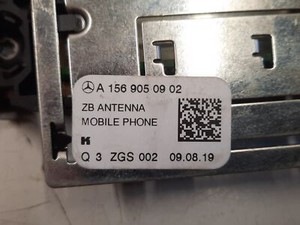 A 156 905 09 02
ZB ANTENNA
MOBILE PHONE
Q 3 ZGS 002 09.08.19